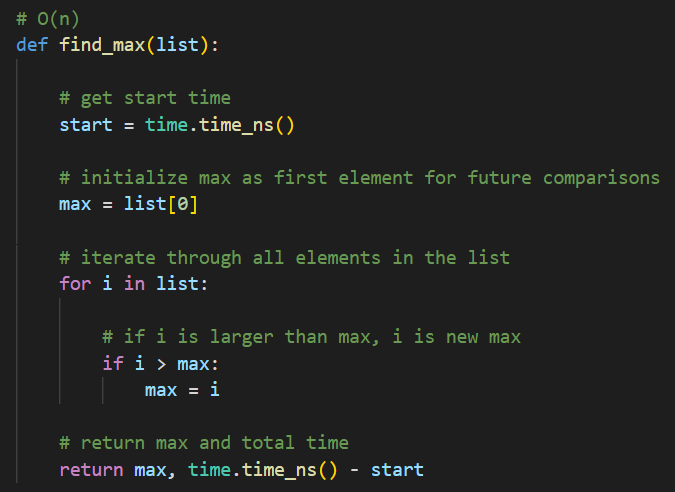 # O(n)
def find_max(list):
    # get start time
    start = time.time_ns()
    # initialize max as first element for future comparisons
    max = list[0]
    # iterate through all elements in the list
    for i in list:
        # if i is larger than max, i is new max
        if i > max:
            max = i
    # return max and total time
    return max, time.time_ns() - start